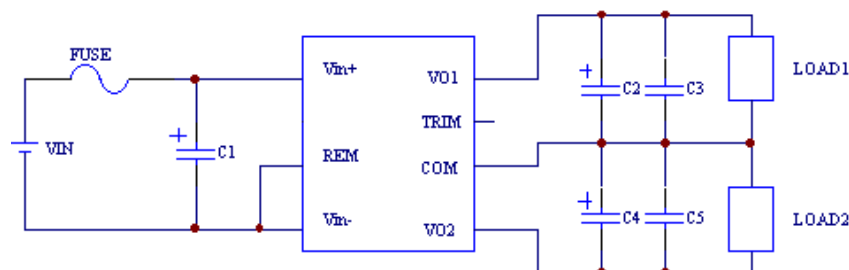 FUSE
VIN
C1
Vin+
REM
Vin-
VO1
TRIM
COM
VO2
C2
C3
LOAD1
C4
C5
LOAD2